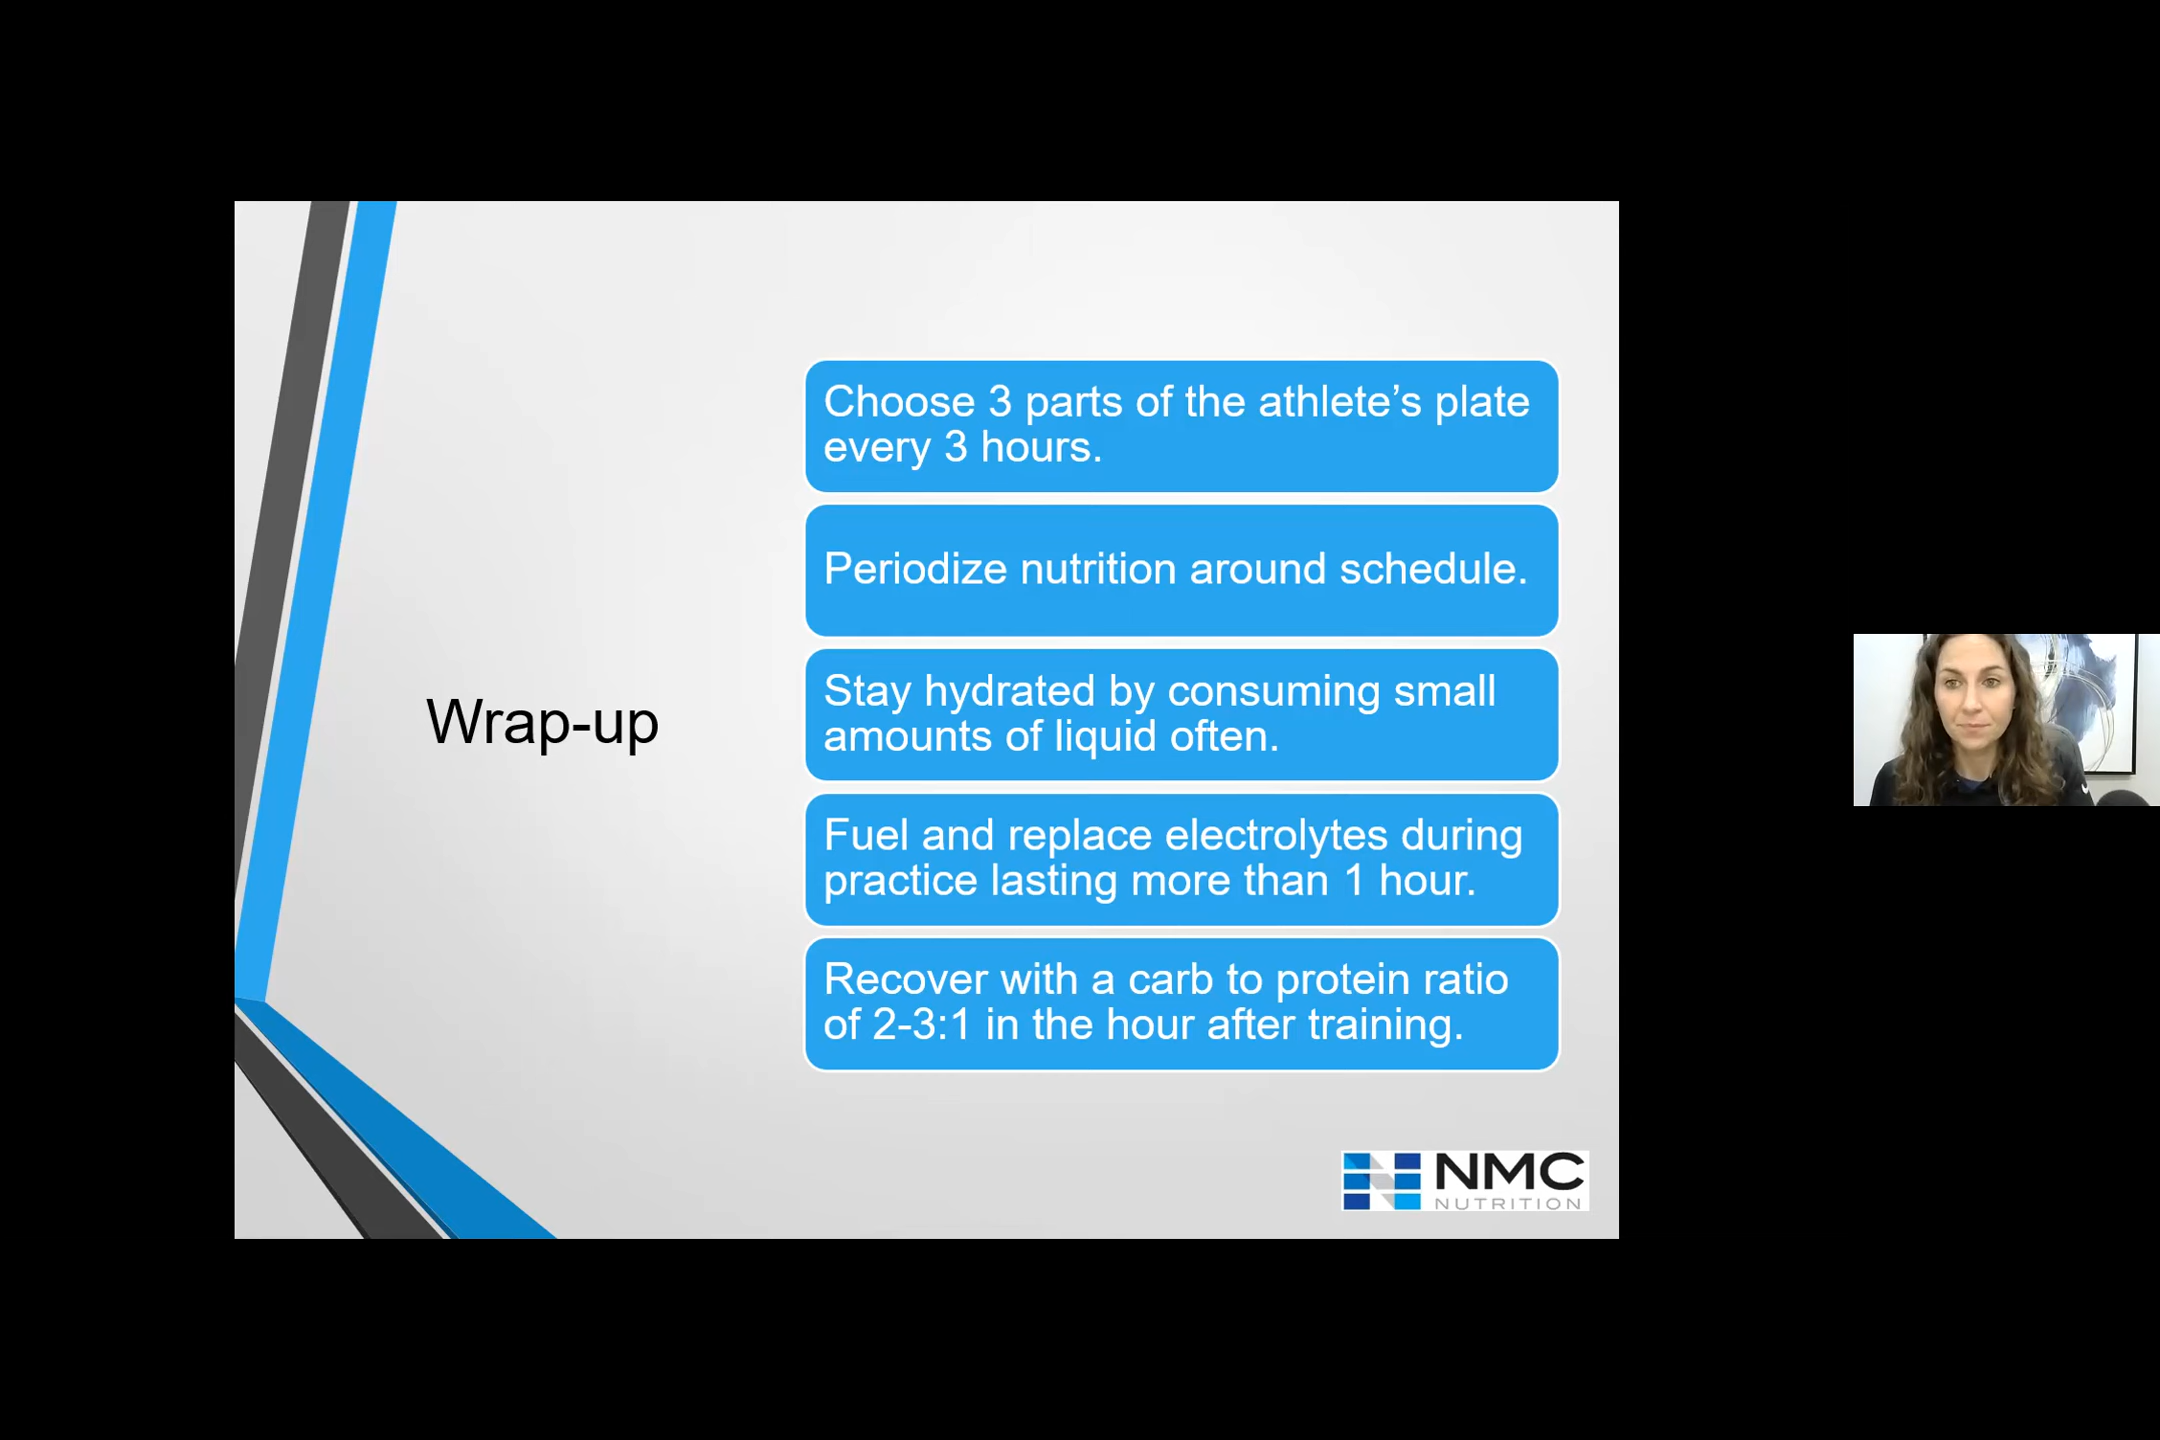 Wrap-up
Choose 3 parts of the athlete’s plate
every 3 hours.
Periodize nutrition around schedule.
Stay hydrated by consuming small
amounts of liquid often.
Fuel and replace electrolytes during
practice lasting more than 1 hour.
Recover with a carb to protein ratio
of 2-3:1 in the hour after training.
NMC
NUTRITION